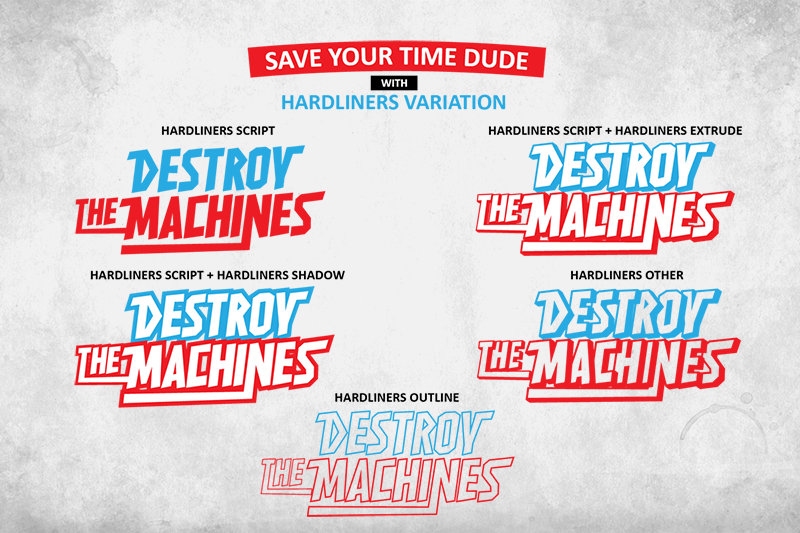 SAVE YOUR TIME DUDE
WITH
HARDLINERS VARIATION
HARDLINERS SCRIPT
DESTROY
THE MACHINES
HARDLINERS SCRIPT + HARDLINERS EXTRUDE
DESTROY
THE MACHINES
HARDLINERS SCRIPT + HARDLINERS SHADOW
DESTROY
THE MACHINES
HARDLINERS OTHER
DESTROY
THE MACHINES
HARDLINERS OUTLINE
DESTROY
THE MACHINES